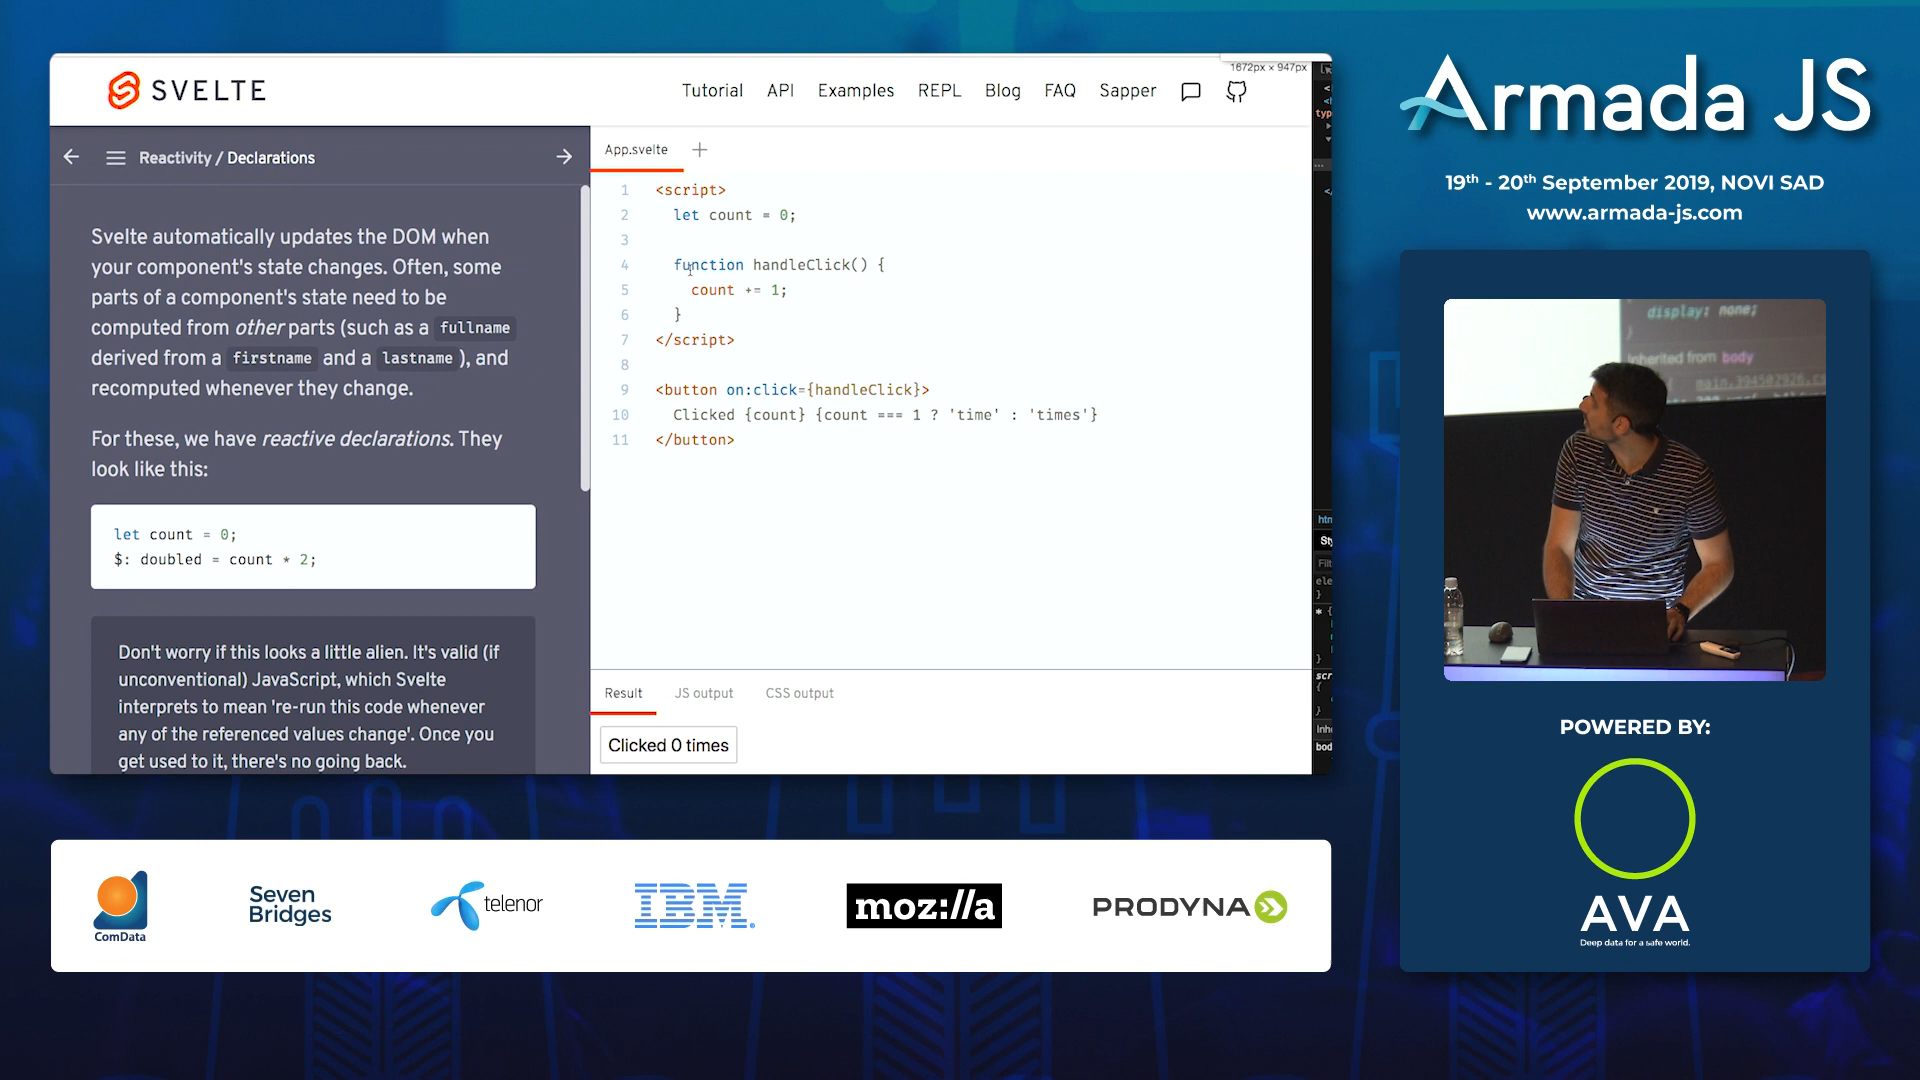 SVELTE
Tutorial API Examples REPL Blog FAQ Sapper
1672px × 947px
Reactivity / Declarations
Svelte automatically updates the DOM when
your component's state changes. Often, some
parts of a component's state need to be
computed from other parts (such as a fullname
derived from a firstname and a lastname ), and
recomputed whenever they change.
For these, we have reactive declarations. They
look like this:
let count = 0;
$: doubled = count * 2;
Don't worry if this looks a little alien. It's valid (if
unconventional) JavaScript, which Svelte
interprets to mean 're-run this code whenever
any of the referenced values change'. Once you
get used to it, there's no going back.
App.svelte +
1 <script>
2 let count = 0;
3
4 function handleClick() {
5 count += 1;
6 }
7 </script>
8
9 <button on:click={handleClick}>
10 Clicked {count} {count === 1 ? 'time' : 'times'}
11 </button>
Result JS output CSS output
Clicked 0 times
Armada JS
19th - 20th September 2019, NOVI SAD
www.armada-js.com
display: none;
}
Inherited from body
POWERED BY:
AVA
Deep data for a safe world.
ComData
Seven
Bridges
telenor
IBM
moz://a
PRODYNA